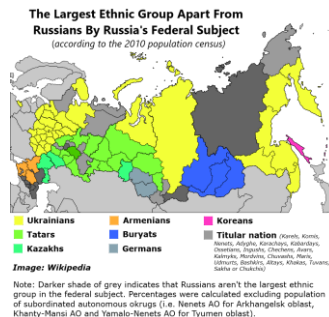 The Largest Ethnic Group Apart From
Russians By Russia's Federal Subject
(according to the 2010 population census)
Ukrainians
Tatars
Kazakhs
Armenians
Buryats
Germans
Koreans
Titular nation (Karels, Komis,
Nenets, Adyghe, Karachays, Kabardays,
Ossetians, Ingushs, Chechens, Avars,
Kalmyks, Mordvins, Chuvashs, Maris,
Udmurts, Bashkirs, Altays, Khakas, Tuvans,
Sakha or Chukchis)
Image: Wikipedia
Note: Darker shade of grey indicates that Russians aren't the largest ethnic
group in the federal subject. Percentages were calculated excluding population
of subordinated autonomous okrugs (i.e. Nenets AO for Arkhangelsk oblast,
Khanty-Mansi AO and Yamalo-Nenets AO for Tyumen oblast).